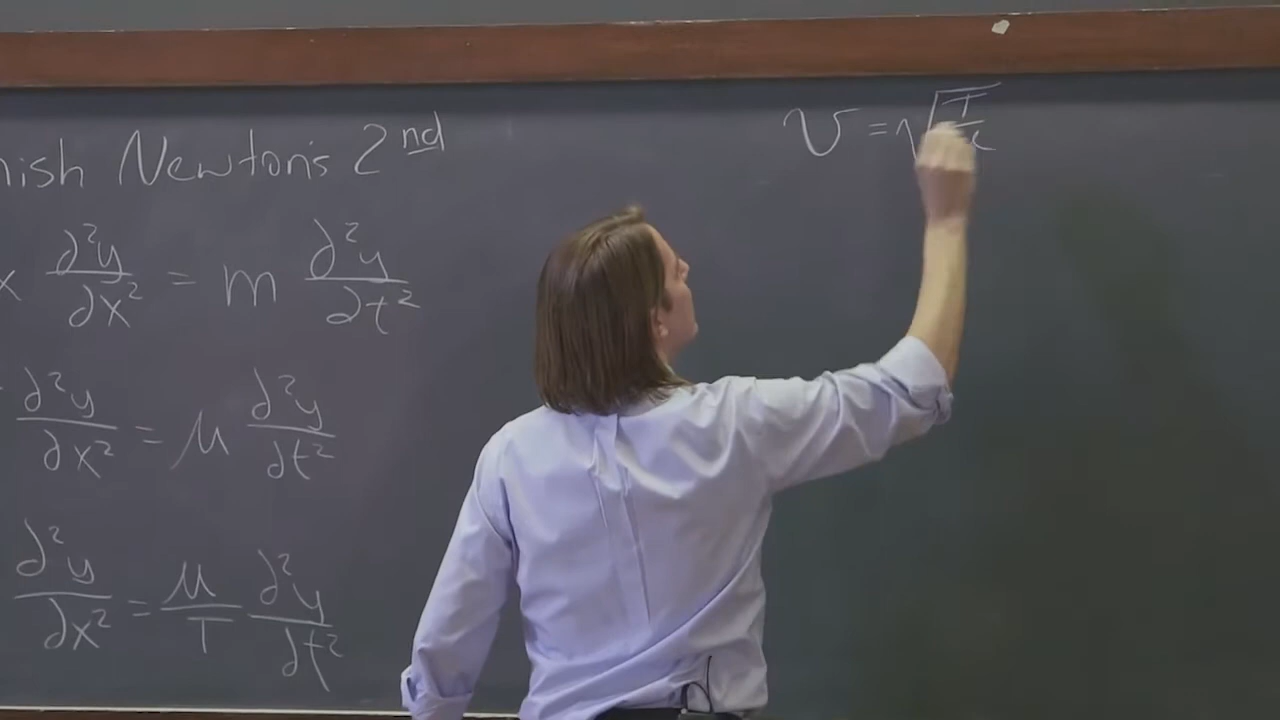 nish Newton's 2nd
x ∂²y/∂x² = m ∂²y/∂t²
∂²y/∂x² = μ ∂²y/∂t²
∂²y/∂x² = μ/T ∂²y/∂t²
v = √T